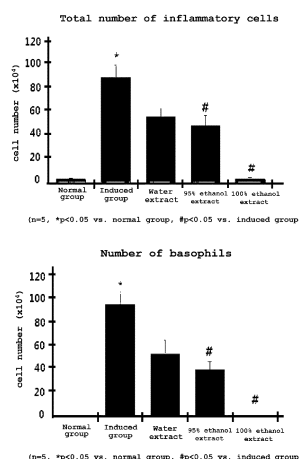 Total number of inflammatory cells
cell number (x10⁴)
120
100
80
60
40
20
0
*
#
#
Normal group
Induced group
Water extract
95% ethanol extract
100% ethanol extract
(n=5, *p<0.05 vs. normal group, #p<0.05 vs. induced group
Number of basophils
cell number (x10⁴)
120
100
80
60
40
20
0
*
#
#
Normal group
Induced group
Water extract
95% ethanol extract
100% ethanol extract
(n=5, *p<0.05 vs. normal group, #p<0.05 vs. induced group